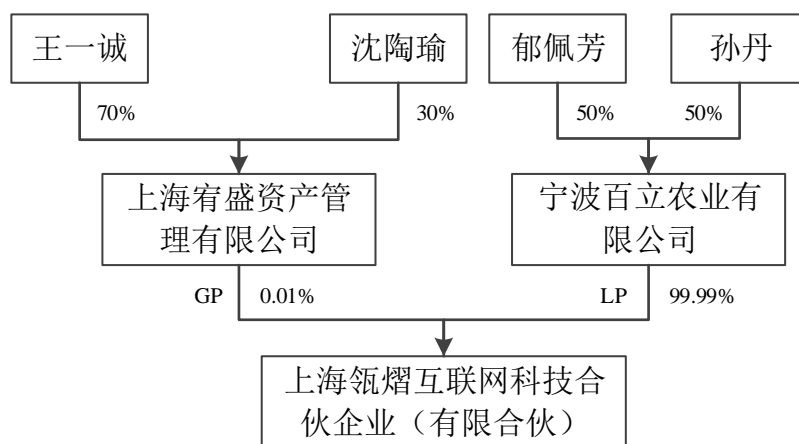 王一诚
沈陶瑜
郁佩芳
孙丹
70%
30%
50%
50%
上海宥盛资产管
理有限公司
宁波百立农业有
限公司
GP
0.01%
LP
99.99%
上海瓴熠互联网科技合
伙企业（有限合伙）